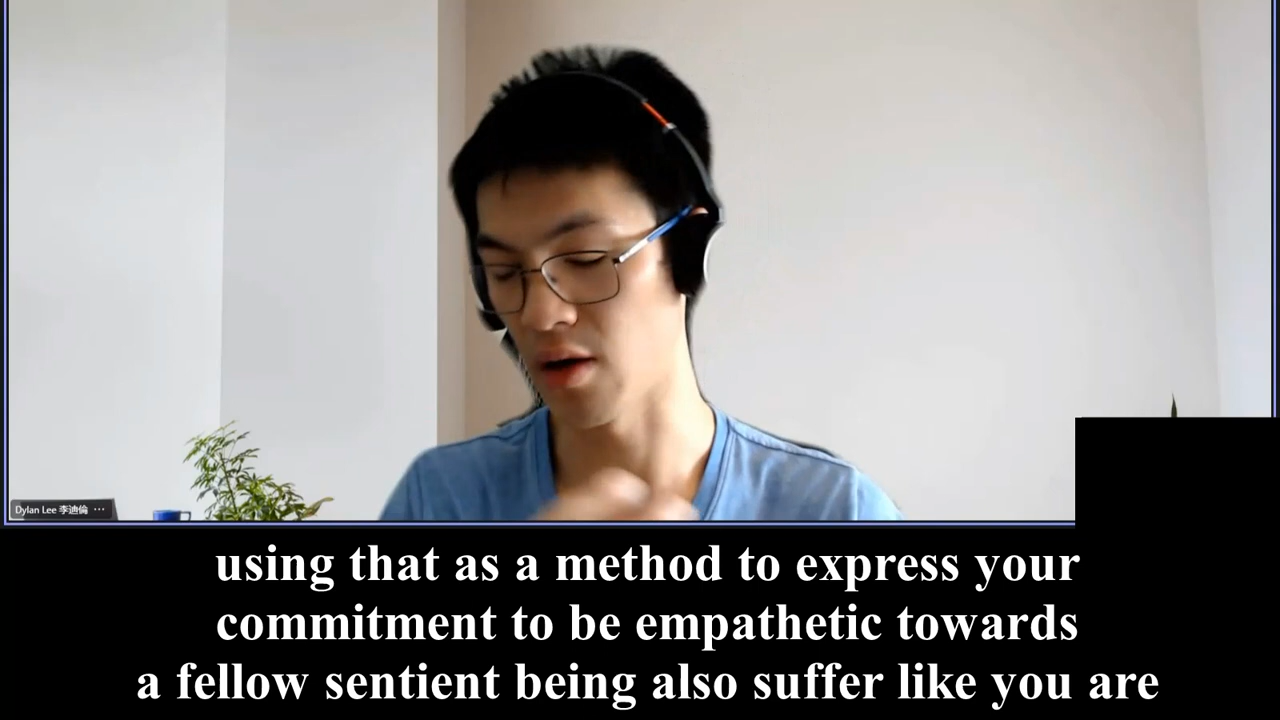 Dylan Lee 李迪倫 ···
using that as a method to express your
commitment to be empathetic towards
a fellow sentient being also suffer like you are